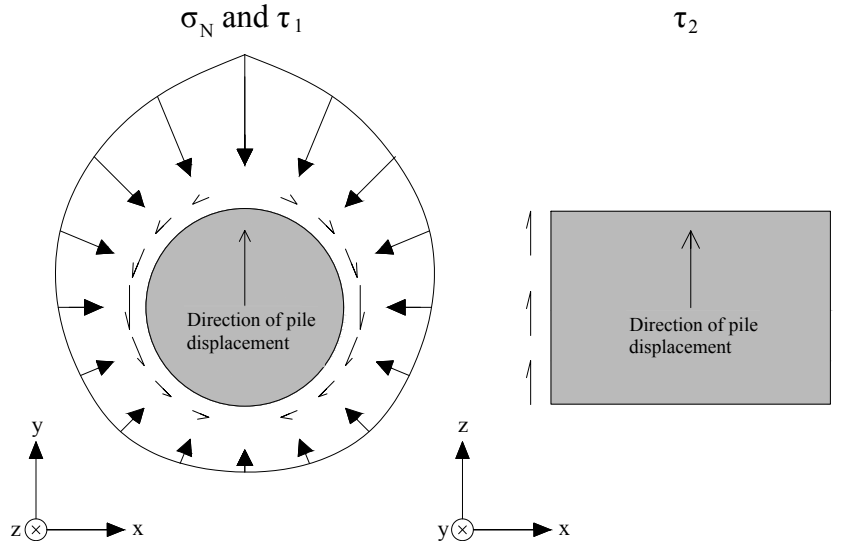 σN and τ1
τ2
Direction of pile
displacement
Direction of pile
displacement
y
z
x
z
y
x